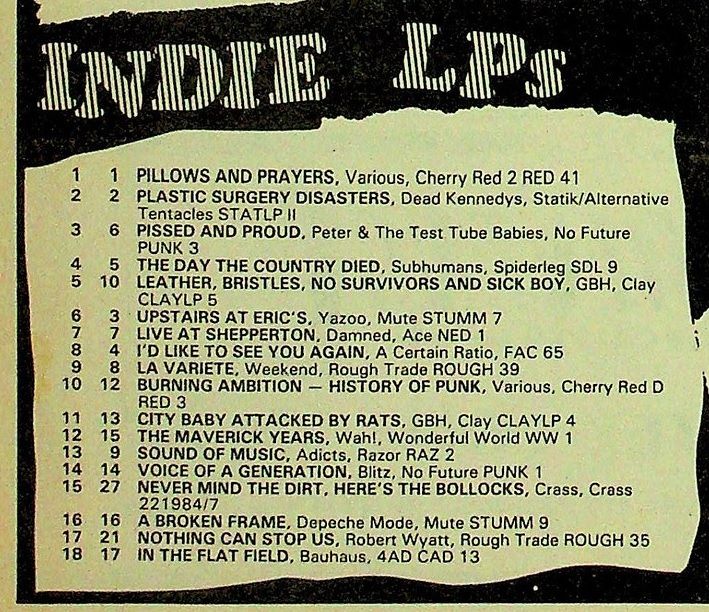 INDIE LPs
1 1 PILLOWS AND PRAYERS, Various, Cherry Red 2 RED 41
2 2 PLASTIC SURGERY DISASTERS, Dead Kennedys, Statik/Alternative
Tentacles STATLP II
3 6 PISSED AND PROUD, Peter & The Test Tube Babies, No Future
PUNK 3
4 5 THE DAY THE COUNTRY DIED, Subhumans, Spiderleg SDL 9
5 10 LEATHER, BRISTLES, NO SURVIVORS AND SICK BOY, GBH, Clay
CLAYLP 5
6 3 UPSTAIRS AT ERIC'S, Yazoo, Mute STUMM 7
7 7 LIVE AT SHEPPERTON, Damned, Ace NED 1
8 4 I'D LIKE TO SEE YOU AGAIN, A Certain Ratio, FAC 65
9 8 LA VARIETE, Weekend, Rough Trade ROUGH 39
10 12 BURNING AMBITION — HISTORY OF PUNK, Various, Cherry Red D
RED 3
11 13 CITY BABY ATTACKED BY RATS, GBH, Clay CLAYLP 4
12 15 THE MAVERICK YEARS, Wah!, Wonderful World WW 1
13 9 SOUND OF MUSIC, Adicts, Razor RAZ 2
14 14 VOICE OF A GENERATION, Blitz, No Future PUNK 1
15 27 NEVER MIND THE DIRT, HERE'S THE BOLLOCKS, Crass, Crass
221984/7
16 16 A BROKEN FRAME, Depeche Mode, Mute STUMM 9
17 21 NOTHING CAN STOP US, Robert Wyatt, Rough Trade ROUGH 35
18 17 IN THE FLAT FIELD, Bauhaus, 4AD CAD 13